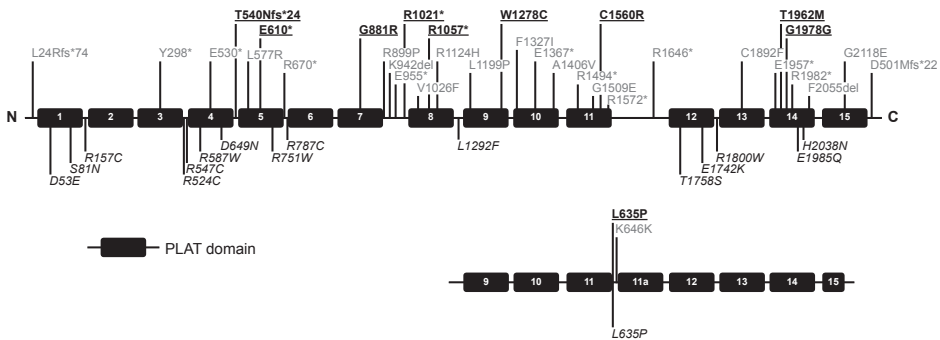 T540Nfs*24 R1021* W1278C C1560R T1962M
E610* G881R R1057* G1978G
L24Rfs*74 Y298* E530* L577R R899P R1124H F1327I E1367* R1646* C1892F G2118E
R670* K942del L1199P A1406V E1957* D501Mfs*22
E955* R1494* R1982*
V1026F G1509E F2055del
R1572*
N 1 2 3 4 5 6 7 8 9 10 11 12 13 14 15 C
D649N R787C L1292F H2038N
R157C R587W R751W R1800W E1985Q
S81N R547C E1742K
D53E R524C T1758S
L635P
K646K
PLAT domain
9 10 11 11a 12 13 14 15
L635P